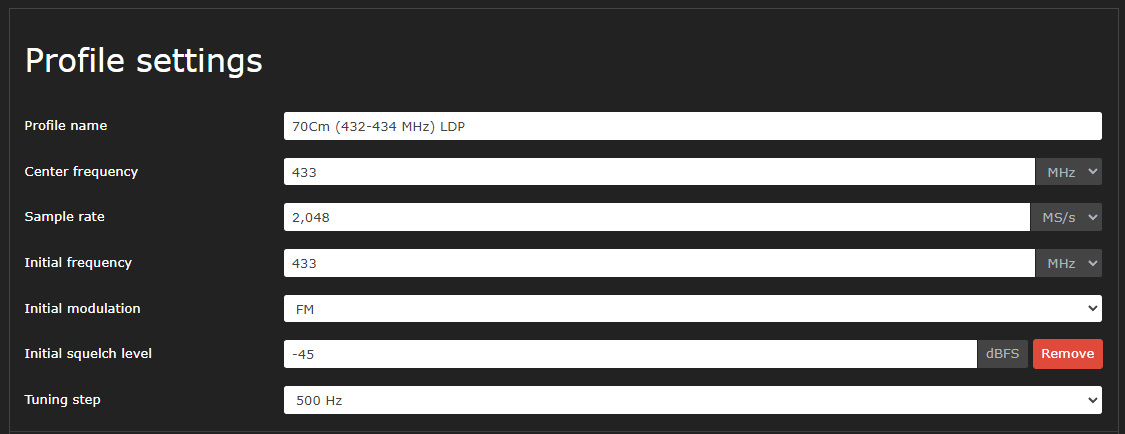 Profile settings
Profile name 70Cm (432-434 MHz) LDP
Center frequency 433 MHz
Sample rate 2,048 MS/s
Initial frequency 433 MHz
Initial modulation FM
Initial squelch level -45 dBFS Remove
Tuning step 500 Hz